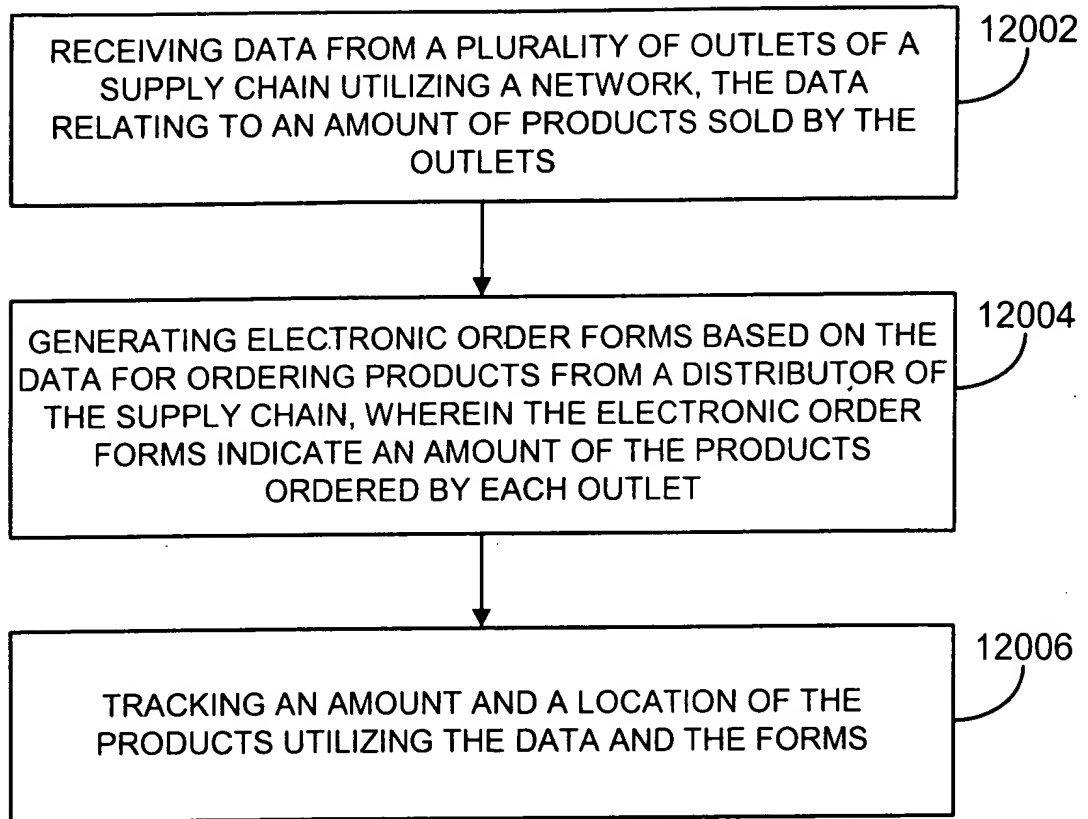 RECEIVING DATA FROM A PLURALITY OF OUTLETS OF A
SUPPLY CHAIN UTILIZING A NETWORK, THE DATA
RELATING TO AN AMOUNT OF PRODUCTS SOLD BY THE
OUTLETS
12002
GENERATING ELECTRONIC ORDER FORMS BASED ON THE
DATA FOR ORDERING PRODUCTS FROM A DISTRIBUTOR OF
THE SUPPLY CHAIN, WHEREIN THE ELECTRONIC ORDER
FORMS INDICATE AN AMOUNT OF THE PRODUCTS
ORDERED BY EACH OUTLET
12004
TRACKING AN AMOUNT AND A LOCATION OF THE
PRODUCTS UTILIZING THE DATA AND THE FORMS
12006